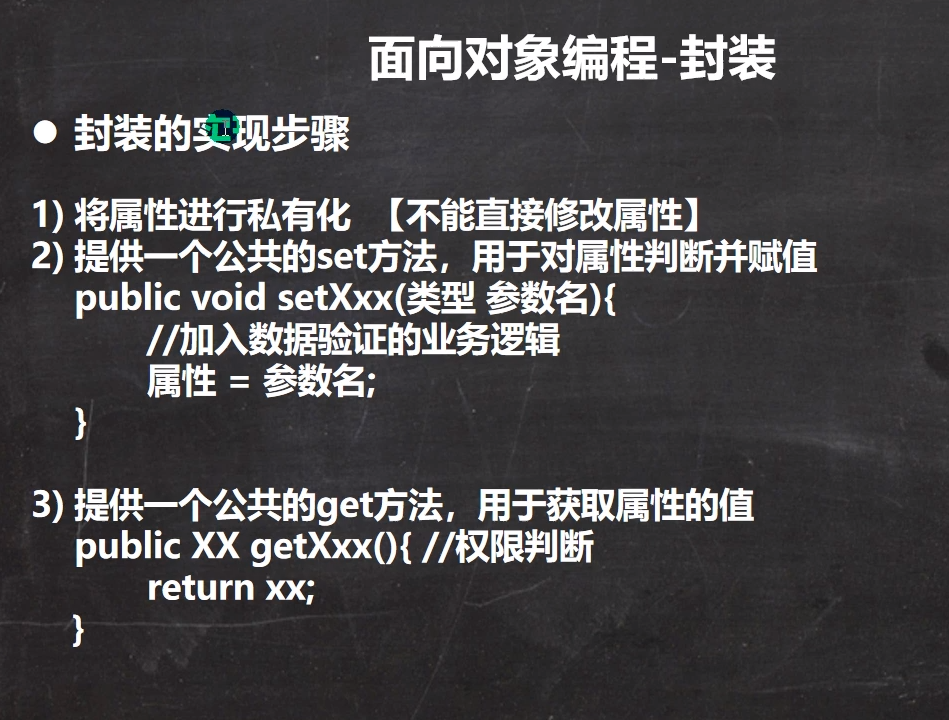 面向对象编程-封装
● 封装的实现步骤
1) 将属性进行私有化 【不能直接修改属性】
2) 提供一个公共的set方法，用于对属性判断并赋值
public void setXxx(类型 参数名){
//加入数据验证的业务逻辑
属性 = 参数名;
}
3) 提供一个公共的get方法，用于获取属性的值
public XX getXxx(){ //权限判断
return xx;
}